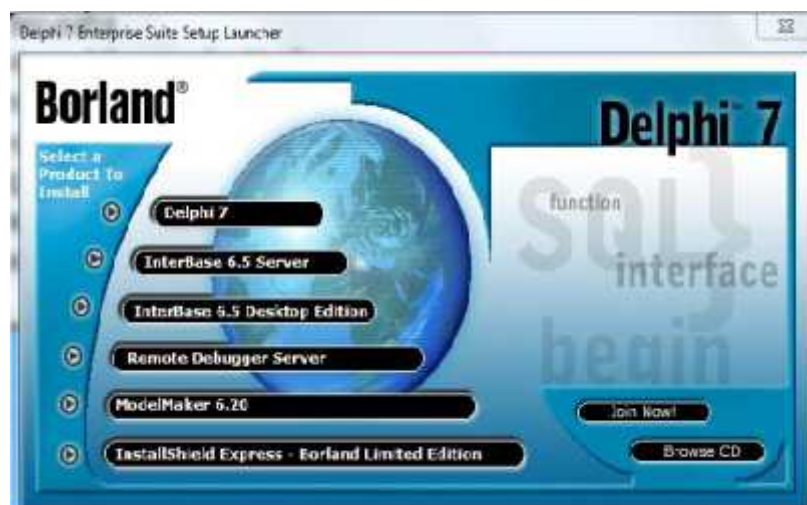 Delphi 7 Enterprise Suite Setup Launcher
Borland®
Delphi™ 7
Select a
Product To
Install
Delphi 7
InterBase 6.5 Server
InterBase 6.5 Desktop Edition
Remote Debugger Server
ModelMaker 6.20
InstallShield Express - Borland Limited Edition
function
SQL}
interface
begin
Join Now!
Browse CD